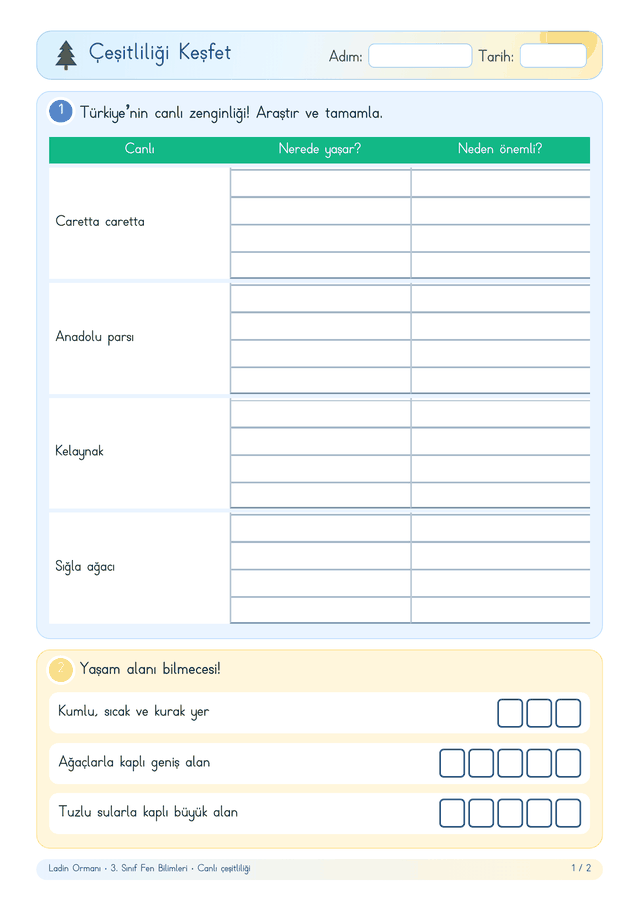 Çeşitliliği Keşfet
Adım:
Tarih:
1 Türkiye'nin canlı zenginliği! Araştır ve tamamla.
Canlı Nerede yaşar? Neden önemli?
Caretta caretta
Anadolu parsı
Kelaynak
Sığla ağacı
2 Yaşam alanı bilmecesi!
Kumlu, sıcak ve kurak yer
Ağaçlarla kaplı geniş alan
Tuzlu sularla kaplı büyük alan
Ladin Ormanı • 3. Sınıf Fen Bilimleri • Canlı çeşitliliği 1 / 2